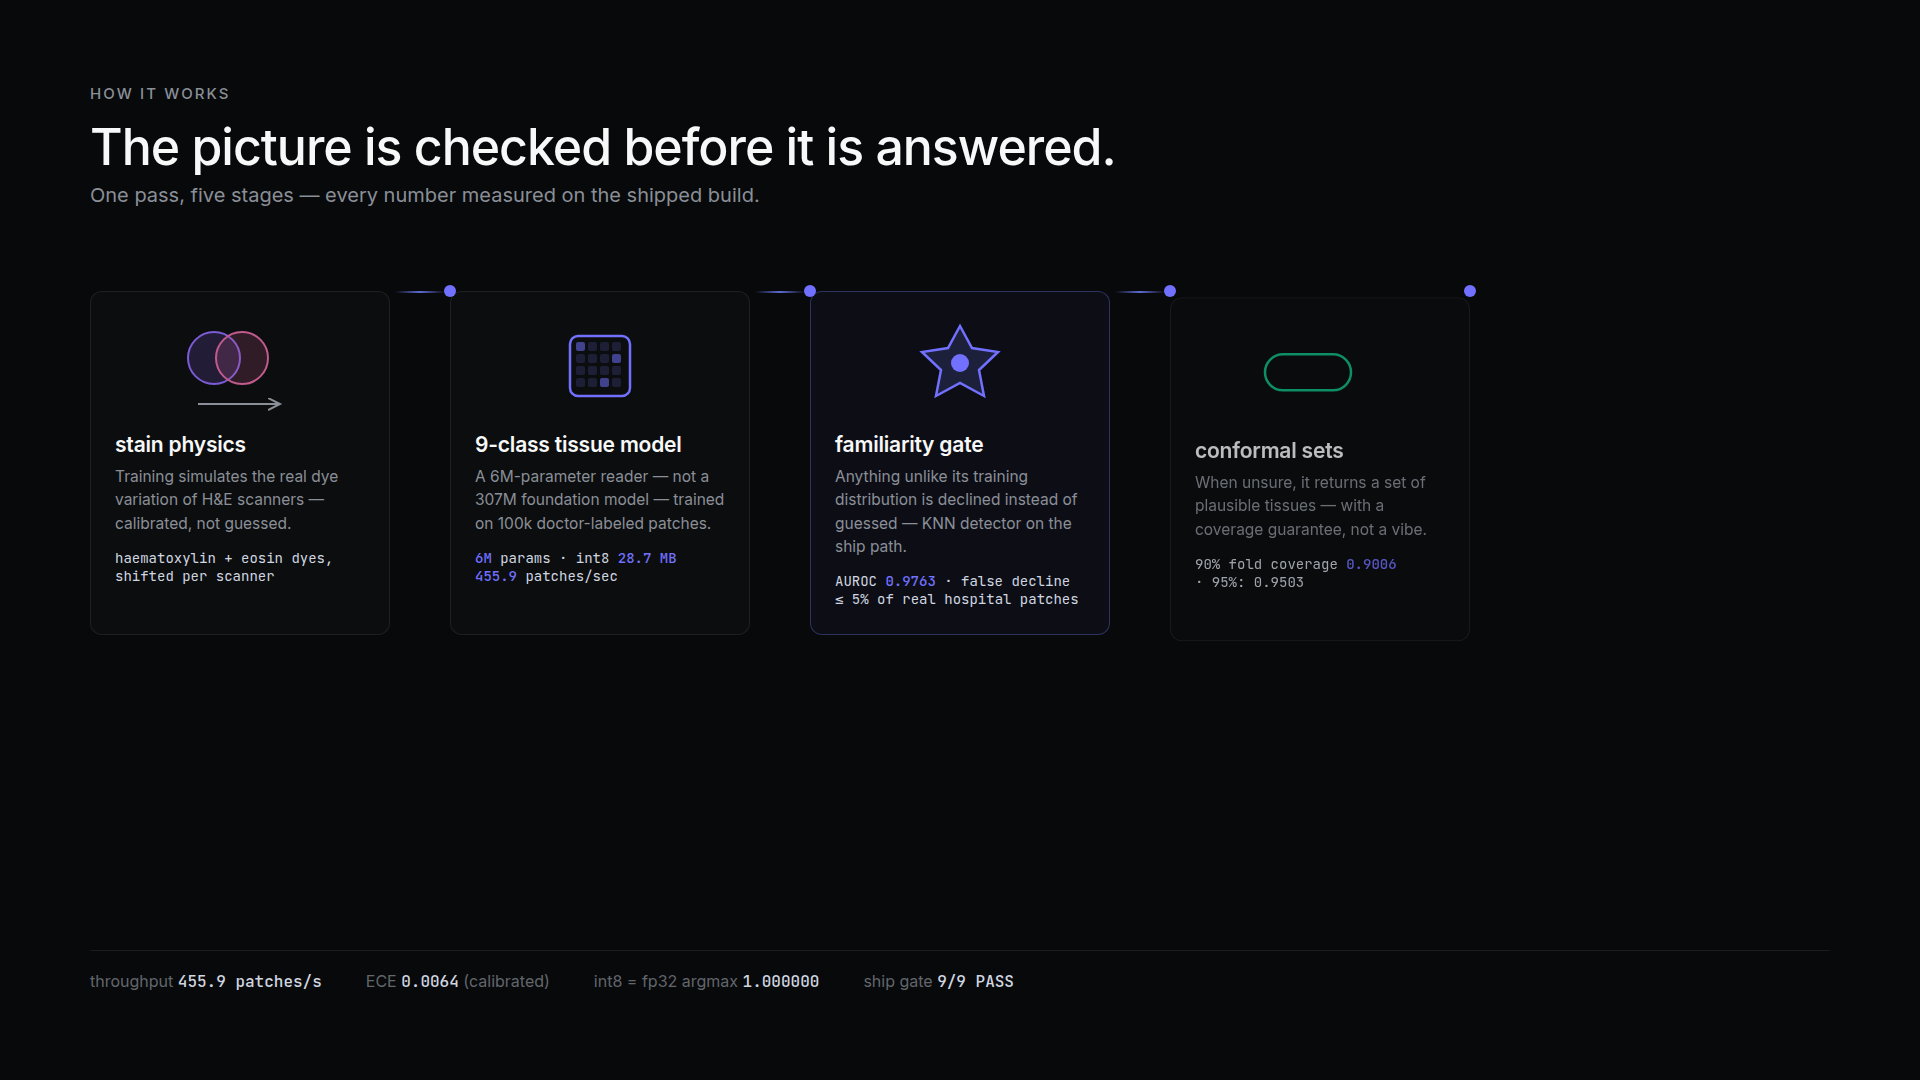 HOW IT WORKS
The picture is checked before it is answered.
One pass, five stages — every number measured on the shipped build.
stain physics
Training simulates the real dye
variation of H&E scanners —
calibrated, not guessed.
haematoxylin + eosin dyes,
shifted per scanner
9-class tissue model
A 6M-parameter reader — not a
307M foundation model — trained
on 100k doctor-labeled patches.
6M params · int8 28.7 MB
455.9 patches/sec
familiarity gate
Anything unlike its training
distribution is declined instead of
guessed — KNN detector on the
ship path.
AUROC 0.9763 · false decline
≤ 5% of real hospital patches
conformal sets
When unsure, it returns a set of
plausible tissues — with a
coverage guarantee, not a vibe.
90% fold coverage 0.9006
· 95%: 0.9503
throughput 455.9 patches/s
ECE 0.0064 (calibrated)
int8 = fp32 argmax 1.000000
ship gate 9/9 PASS